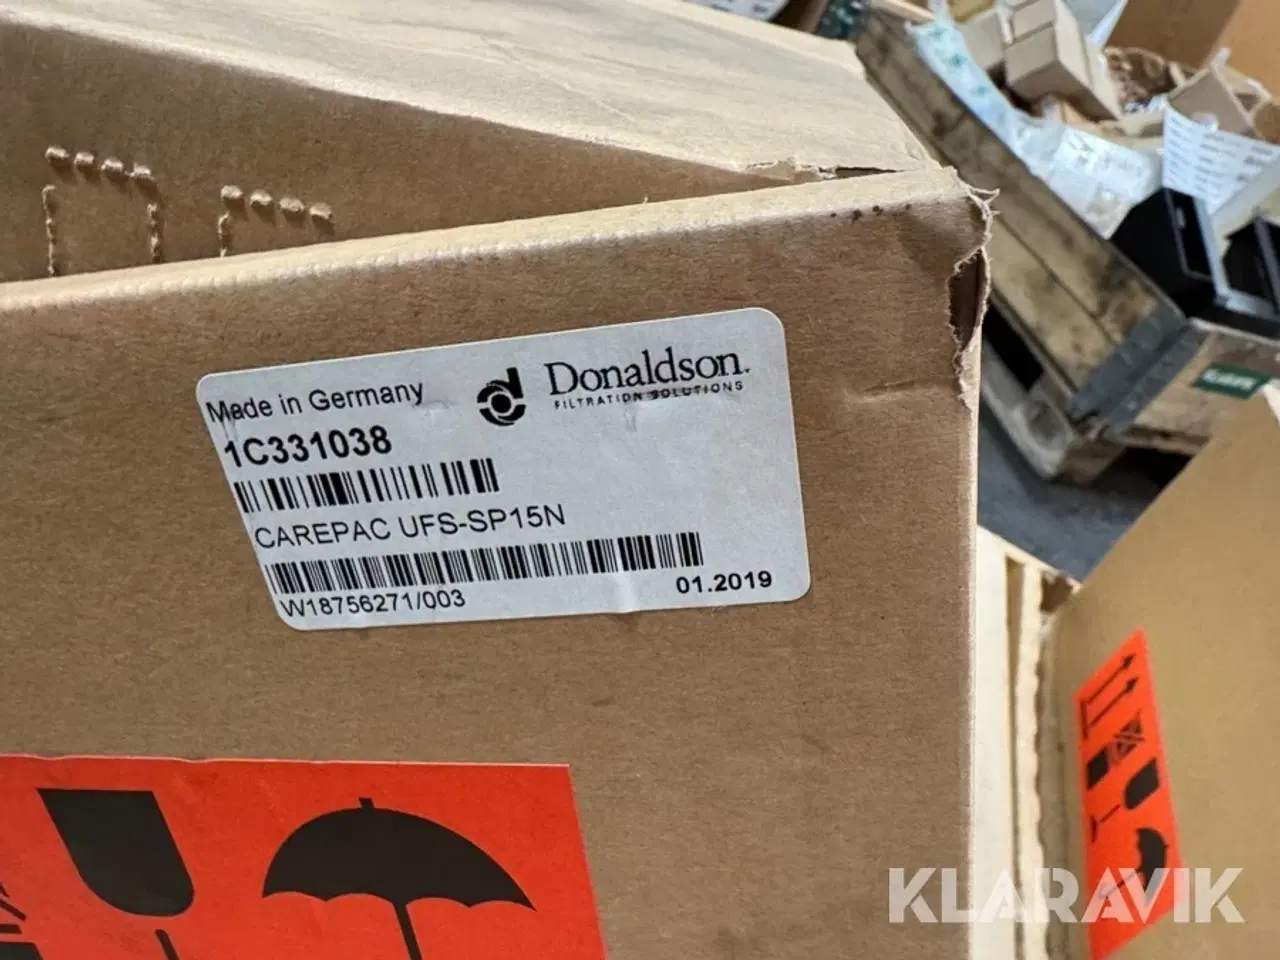 Made in Germany
Donaldson.
FILTRATION SOLUTIONS
1C331038
CAREPAC UFS-SP15N
W18756271/003
01.2019
KLARAVIK